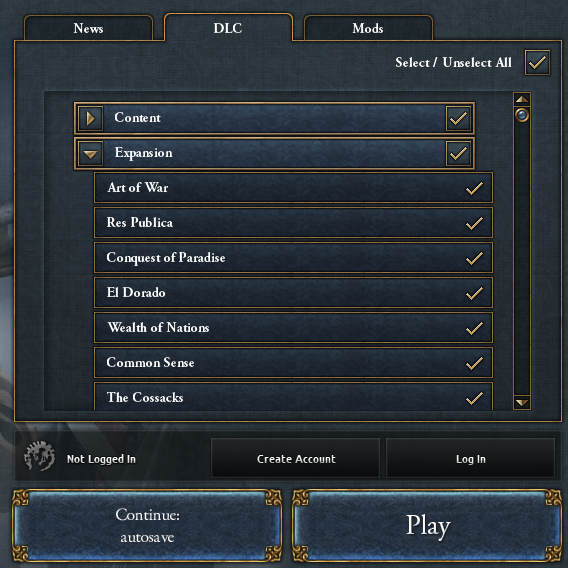 News
DLC
Mods
Select / Unselect All
Content
Expansion
Art of War
Res Publica
Conquest of Paradise
El Dorado
Wealth of Nations
Common Sense
The Cossacks
Not Logged In
Create Account
Log In
Continue:
autosave
Play